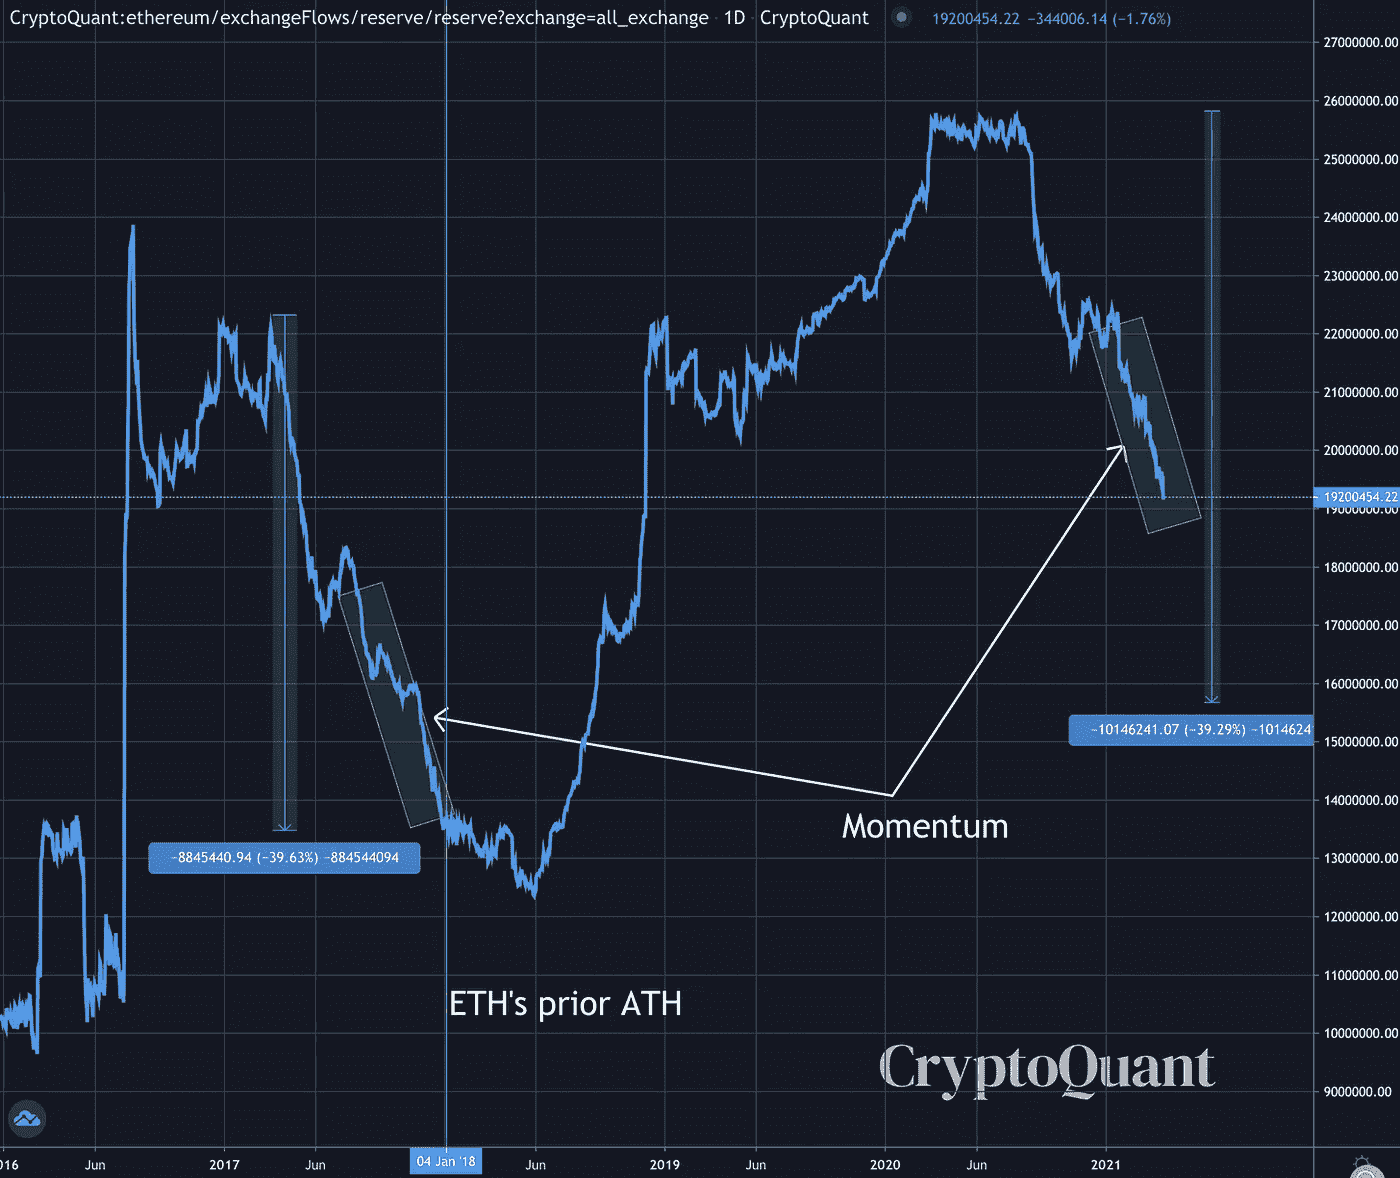 CryptoQuant:ethereum/exchangeFlows/reserve/reserve?exchange=all_exchange 1D CryptoQuant 19200454.22 −344006.14 (−1.76%)
27000000.00
26000000.00
25000000.00
24000000.00
23000000.00
22000000.00
21000000.00
20000000.00
19200454.22
19000000.00
18000000.00
17000000.00
16000000.00
−10146241.07 (−39.29%) −1014624
15000000.00
14000000.00
Momentum
−8845440.94 (−39.63%) −884544094
13000000.00
12000000.00
11000000.00
ETH's prior ATH
10000000.00
CryptoQuant
9000000.00
016 Jun 2017 Jun 04 Jan '18 Jun 2019 Jun 2020 Jun 2021